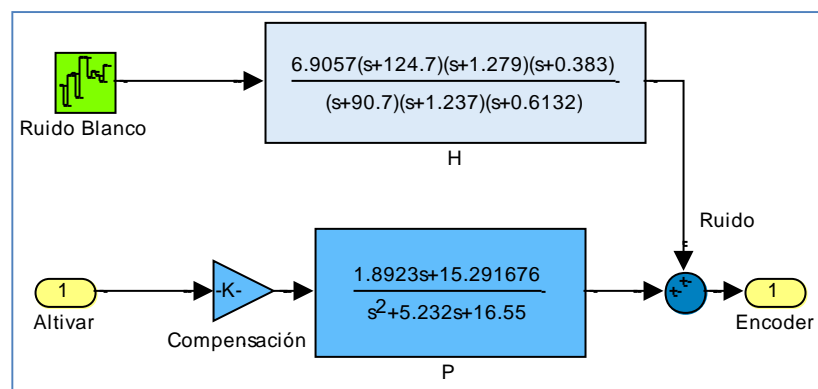 6.9057(s+124.7)(s+1.279)(s+0.383)
(s+90.7)(s+1.237)(s+0.6132)
Ruido Blanco
H
Ruido
1
Altivar
-K-
Compensación
1.8923s+15.291676
s²+5.232s+16.55
P
+
+
1
Encoder